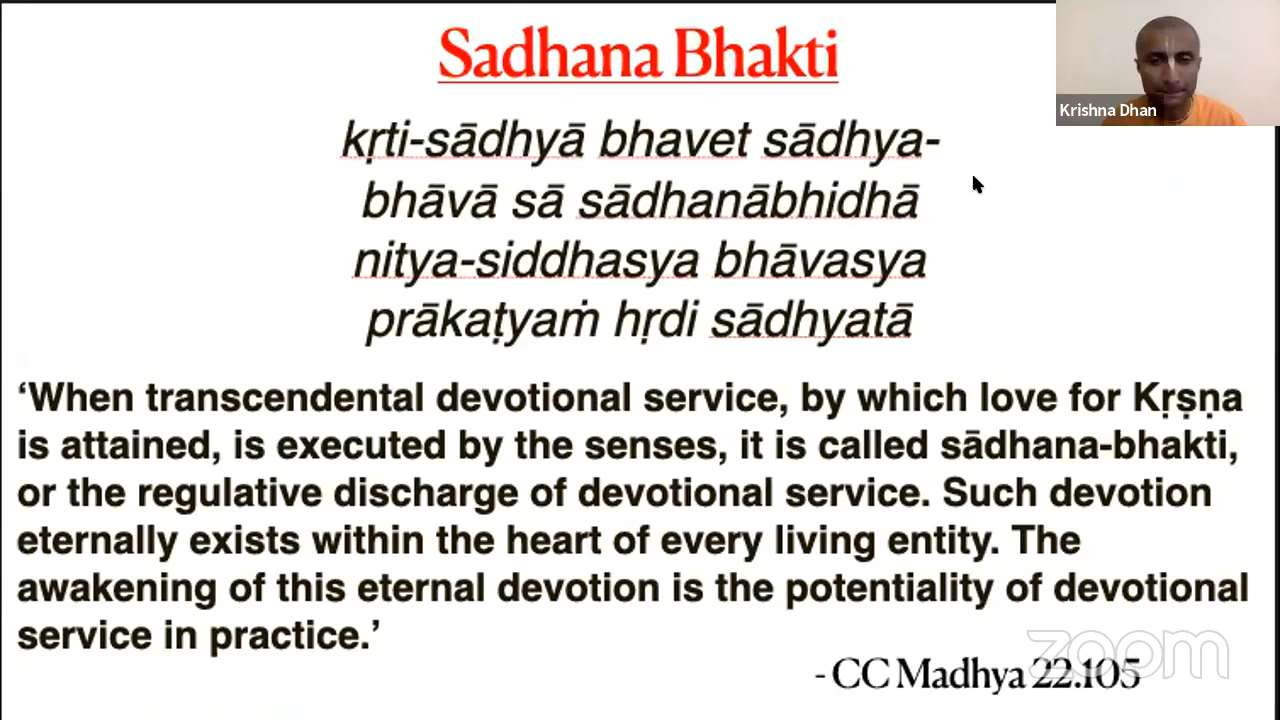 Sadhana Bhakti
Krishna Dhan
kṛti-sādhyā bhavet sādhya-
bhāvā sā sādhanābhidhā
nitya-siddhasya bhāvasya
prākaṭyaṁ hṛdi sādhyatā
‘When transcendental devotional service, by which love for Kṛṣṇa
is attained, is executed by the senses, it is called sādhana-bhakti,
or the regulative discharge of devotional service. Such devotion
eternally exists within the heart of every living entity. The
awakening of this eternal devotion is the potentiality of devotional
service in practice.’
- CC Madhya 22.105
zoom